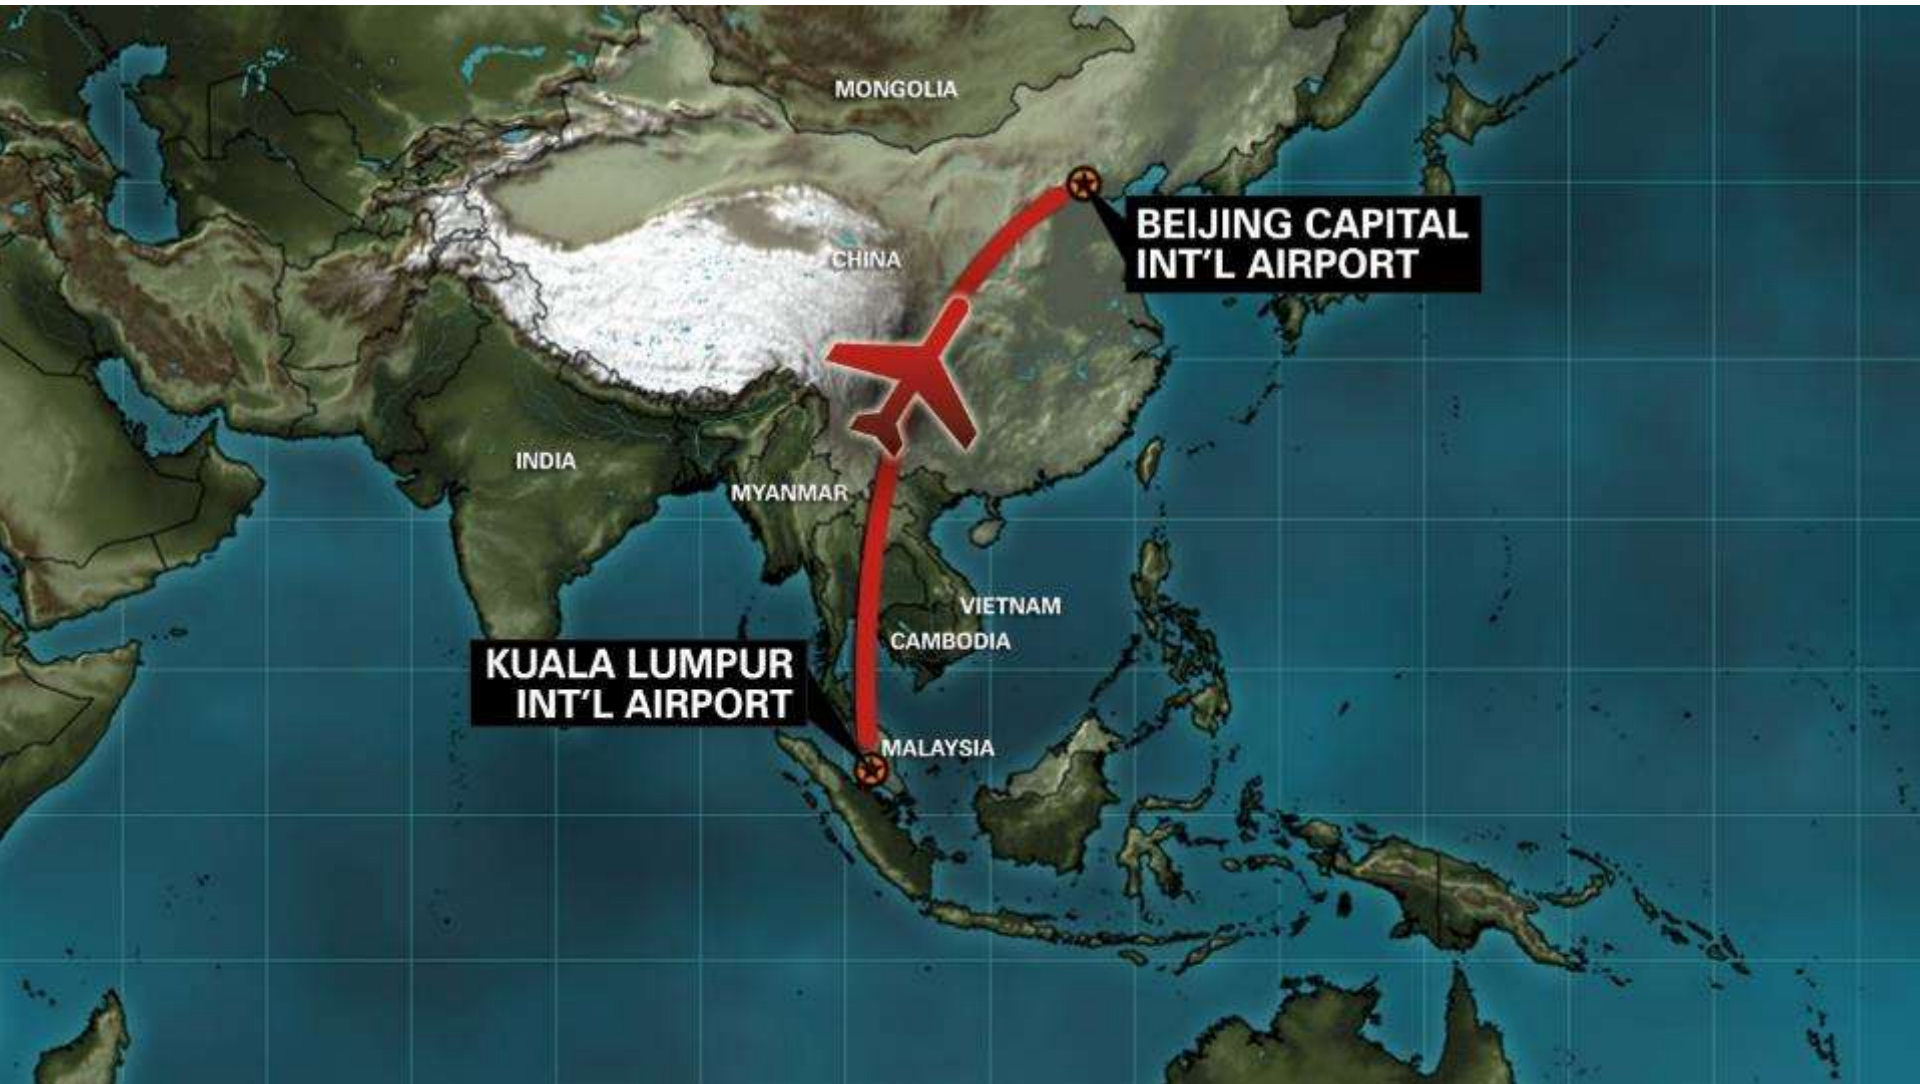 MONGOLIA
BEIJING CAPITAL
INT'L AIRPORT
CHINA
INDIA
MYANMAR
VIETNAM
CAMBODIA
KUALA LUMPUR
INT'L AIRPORT
MALAYSIA